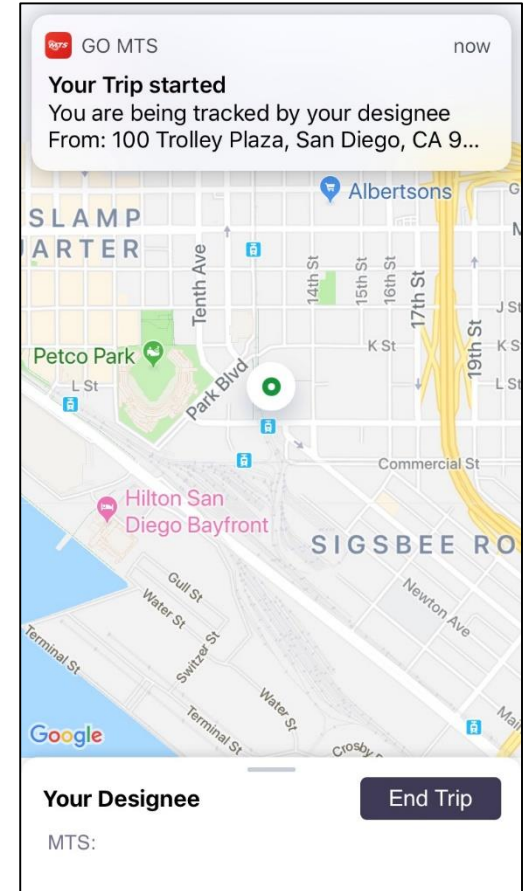 MTS GO MTS now
Your Trip started
You are being tracked by your designee
From: 100 Trolley Plaza, San Diego, CA 9...
Albertsons
G
SLAMP
ARTER
Tenth Ave
14th St
15th St
16th St
17th St
J St
19th St
K St
K S
Petco Park
L St
L St
Park Blvd
Commercial St
Hilton San
Diego Bayfront
SIGSBEE RO
Gull St
Water St
Newton Ave
Switzer St
Terminal St
Water St
Mai
Google
Terminal St
Crosby
Your Designee End Trip
MTS: